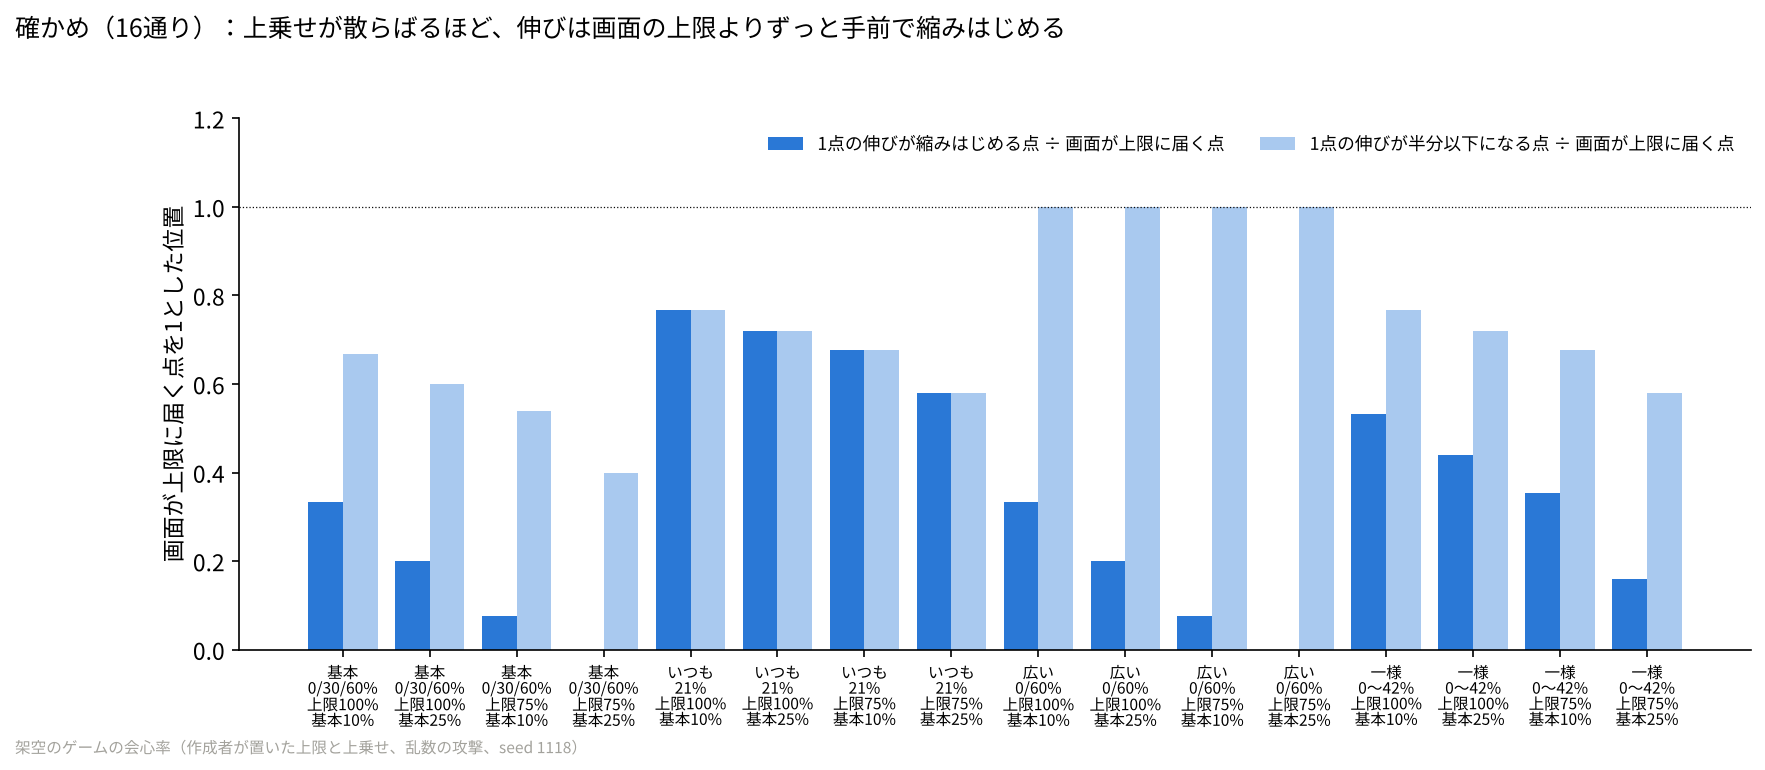 確かめ（16通り）：上乗せが散らばるほど、伸びは画面の上限よりずっと手前で縮みはじめる
1点の伸びが縮みはじめる点 ÷ 画面が上限に届く点
1点の伸びが半分以下になる点 ÷ 画面が上限に届く点
画面が上限に届く点を1とした位置
1.2
1.0
0.8
0.6
0.4
0.2
0.0
基本
0/30/60%
上限100%
基本10%
基本
0/30/60%
上限100%
基本25%
基本
0/30/60%
上限75%
基本10%
基本
0/30/60%
上限75%
基本25%
いつも
21%
上限100%
基本10%
いつも
21%
上限100%
基本25%
いつも
21%
上限75%
基本10%
いつも
21%
上限75%
基本25%
広い
0/60%
上限100%
基本10%
広い
0/60%
上限100%
基本25%
広い
0/60%
上限75%
基本10%
広い
0/60%
上限75%
基本25%
一様
0〜42%
上限100%
基本10%
一様
0〜42%
上限100%
基本25%
一様
0〜42%
上限75%
基本10%
一様
0〜42%
上限75%
基本25%
架空のゲームの会心率（作成者が置いた上限と上乗せ、乱数の攻撃、seed 1118）